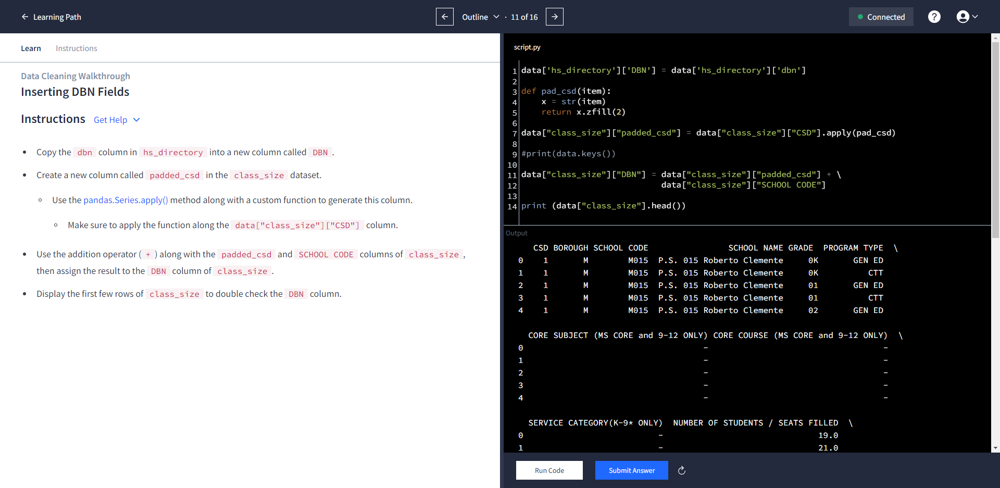 Learning Path
Outline · 11 of 16
Connected
?
Learn Instructions
Data Cleaning Walkthrough
Inserting DBN Fields
Instructions Get Help
Copy the dbn column in hs_directory into a new column called DBN .
Create a new column called padded_csd in the class_size dataset.
Use the pandas.Series.apply() method along with a custom function to generate this column.
Make sure to apply the function along the data["class_size"]["CSD"] column.
Use the addition operator ( + ) along with the padded_csd and SCHOOL CODE columns of class_size ,
then assign the result to the DBN column of class_size .
Display the first few rows of class_size to double check the DBN column.
script.py
1 data['hs_directory']['DBN'] = data['hs_directory']['dbn']
2
3 def pad_csd(item):
4     x = str(item)
5     return x.zfill(2)
6
7 data["class_size"]["padded_csd"] = data["class_size"]["CSD"].apply(pad_csd)
8
9 #print(data.keys())
10
11 data["class_size"]["DBN"] = data["class_size"]["padded_csd"] + \
12                             data["class_size"]["SCHOOL CODE"]
13
14 print (data["class_size"].head())
Output
   CSD BOROUGH SCHOOL CODE                SCHOOL NAME GRADE  PROGRAM TYPE  \
0    1       M        M015  P.S. 015 Roberto Clemente     0K       GEN ED
1    1       M        M015  P.S. 015 Roberto Clemente     0K          CTT
2    1       M        M015  P.S. 015 Roberto Clemente     01       GEN ED
3    1       M        M015  P.S. 015 Roberto Clemente     01          CTT
4    1       M        M015  P.S. 015 Roberto Clemente     02       GEN ED
  CORE SUBJECT (MS CORE and 9-12 ONLY) CORE COURSE (MS CORE and 9-12 ONLY)  \
0                                    -                                   -
1                                    -                                   -
2                                    -                                   -
3                                    -                                   -
4                                    -                                   -
  SERVICE CATEGORY(K-9* ONLY)  NUMBER OF STUDENTS / SEATS FILLED  \
0                           -                               19.0
1                           -                               21.0
Run Code Submit Answer